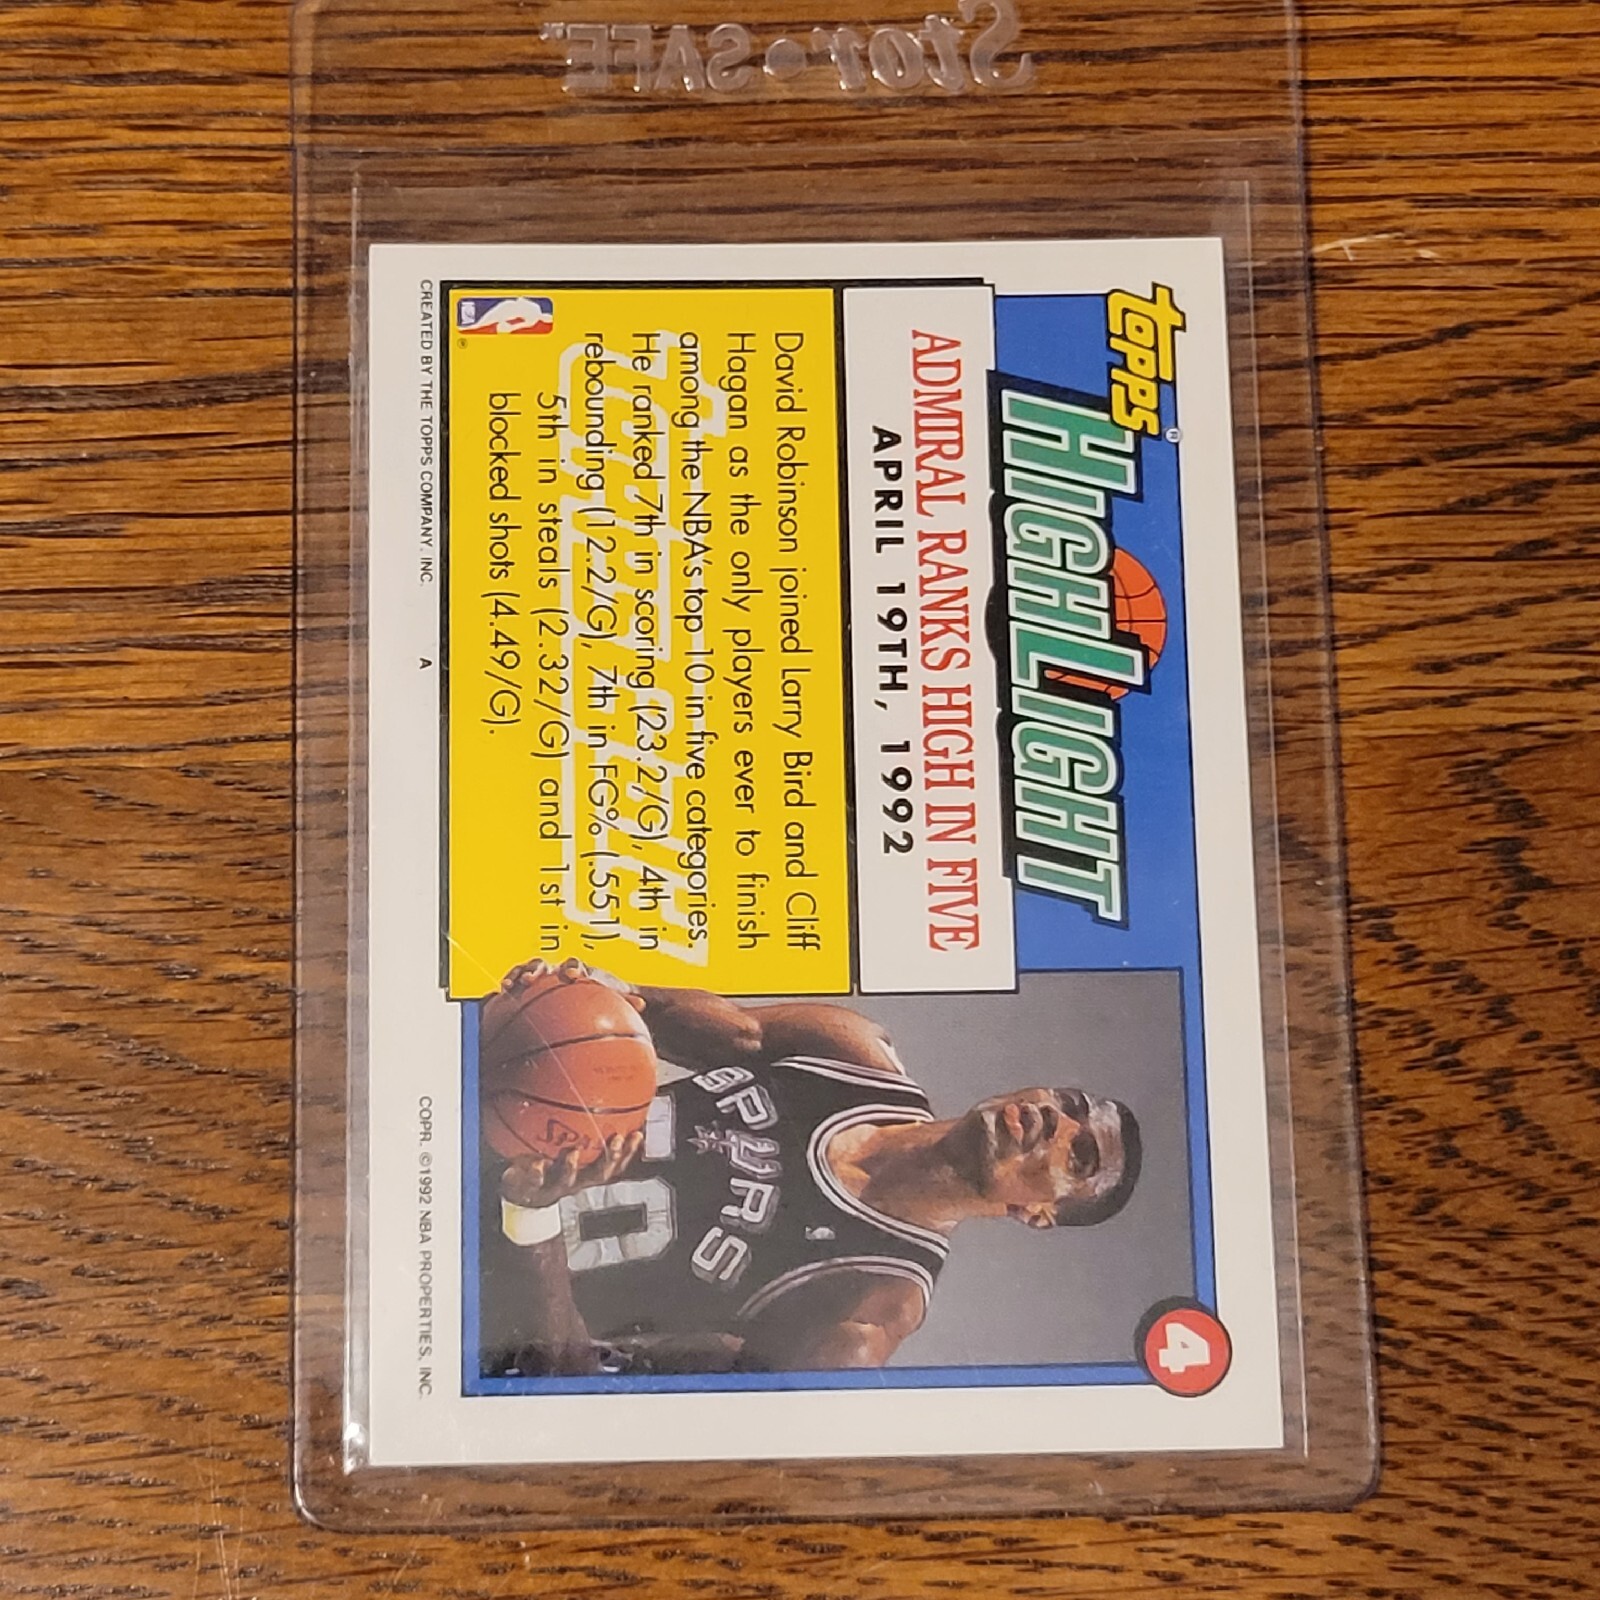 Stor•SAFE™
topps®
HIGHLIGHT
4
ADMIRAL RANKS HIGH IN FIVE
APRIL 19TH, 1992
David Robinson joined Larry Bird and Cliff
Hagan as the only players ever to finish
among the NBA's top 10 in five categories.
He ranked 7th in scoring (23.2/G), 4th in
rebounding (12.2/G), 7th in FG% (.551),
5th in steals (2.32/G) and 1st in
blocked shots (4.49/G).
NBA
®
SPURS
50
CREATED BY THE TOPPS COMPANY, INC. A COPR. ©1992 NBA PROPERTIES, INC.